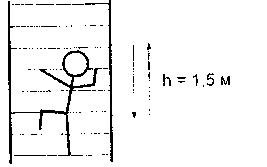 h = 1,5 м